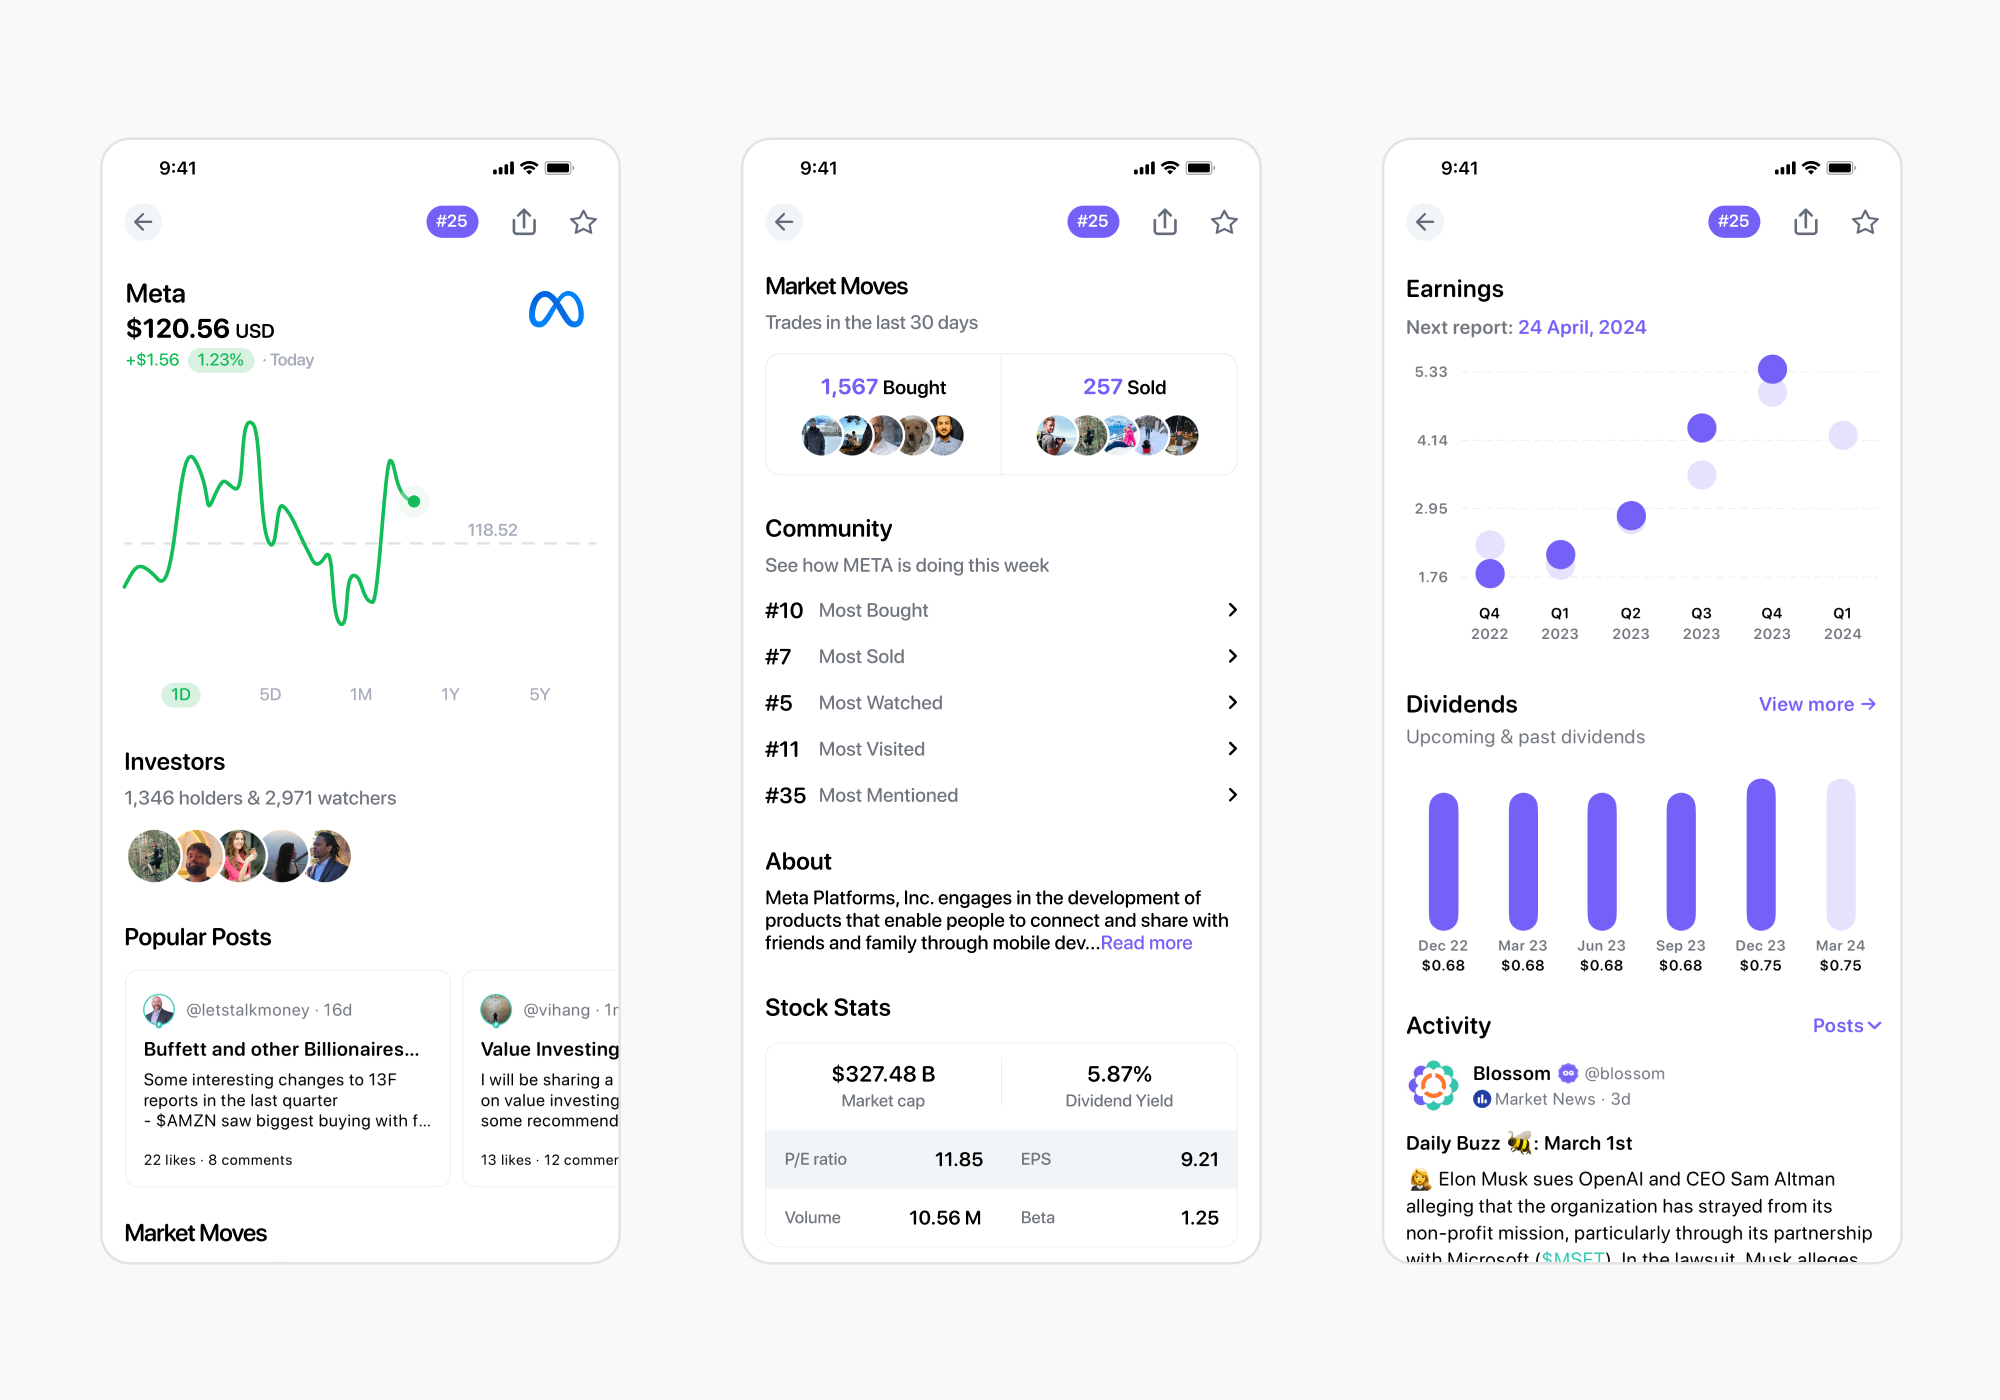 9:41
#25
Meta
$120.56 USD
+$1.56 1.23% · Today
118.52
1D 5D 1M 1Y 5Y
Investors
1,346 holders & 2,971 watchers
Popular Posts
@letstalkmoney · 16d
Buffett and other Billionaires...
Some interesting changes to 13F
reports in the last quarter
- $AMZN saw biggest buying with f...
22 likes · 8 comments
@vihang · 1
Value Investing
I will be sharing a
on value investing
some recommend
13 likes · 12 commen
Market Moves
9:41
#25
Market Moves
Trades in the last 30 days
1,567 Bought
257 Sold
Community
See how META is doing this week
#10 Most Bought
#7 Most Sold
#5 Most Watched
#11 Most Visited
#35 Most Mentioned
About
Meta Platforms, Inc. engages in the development of
products that enable people to connect and share with
friends and family through mobile dev...Read more
Stock Stats
$327.48 B
Market cap
5.87%
Dividend Yield
P/E ratio 11.85 EPS 9.21
Volume 10.56 M Beta 1.25
9:41
#25
Earnings
Next report: 24 April, 2024
5.33
4.14
2.95
1.76
Q4 Q1 Q2 Q3 Q4 Q1
2022 2023 2023 2023 2023 2024
Dividends View more →
Upcoming & past dividends
Dec 22 Mar 23 Jun 23 Sep 23 Dec 23 Mar 24
$0.68 $0.68 $0.68 $0.68 $0.75 $0.75
Activity Posts
Blossom OG @blossom
Market News · 3d
Daily Buzz 🐝: March 1st
Elon Musk sues OpenAI and CEO Sam Altman
alleging that the organization has strayed from its
non-profit mission, particularly through its partnership
with Microsoft ($MSFT). In the lawsuit, Musk alleges